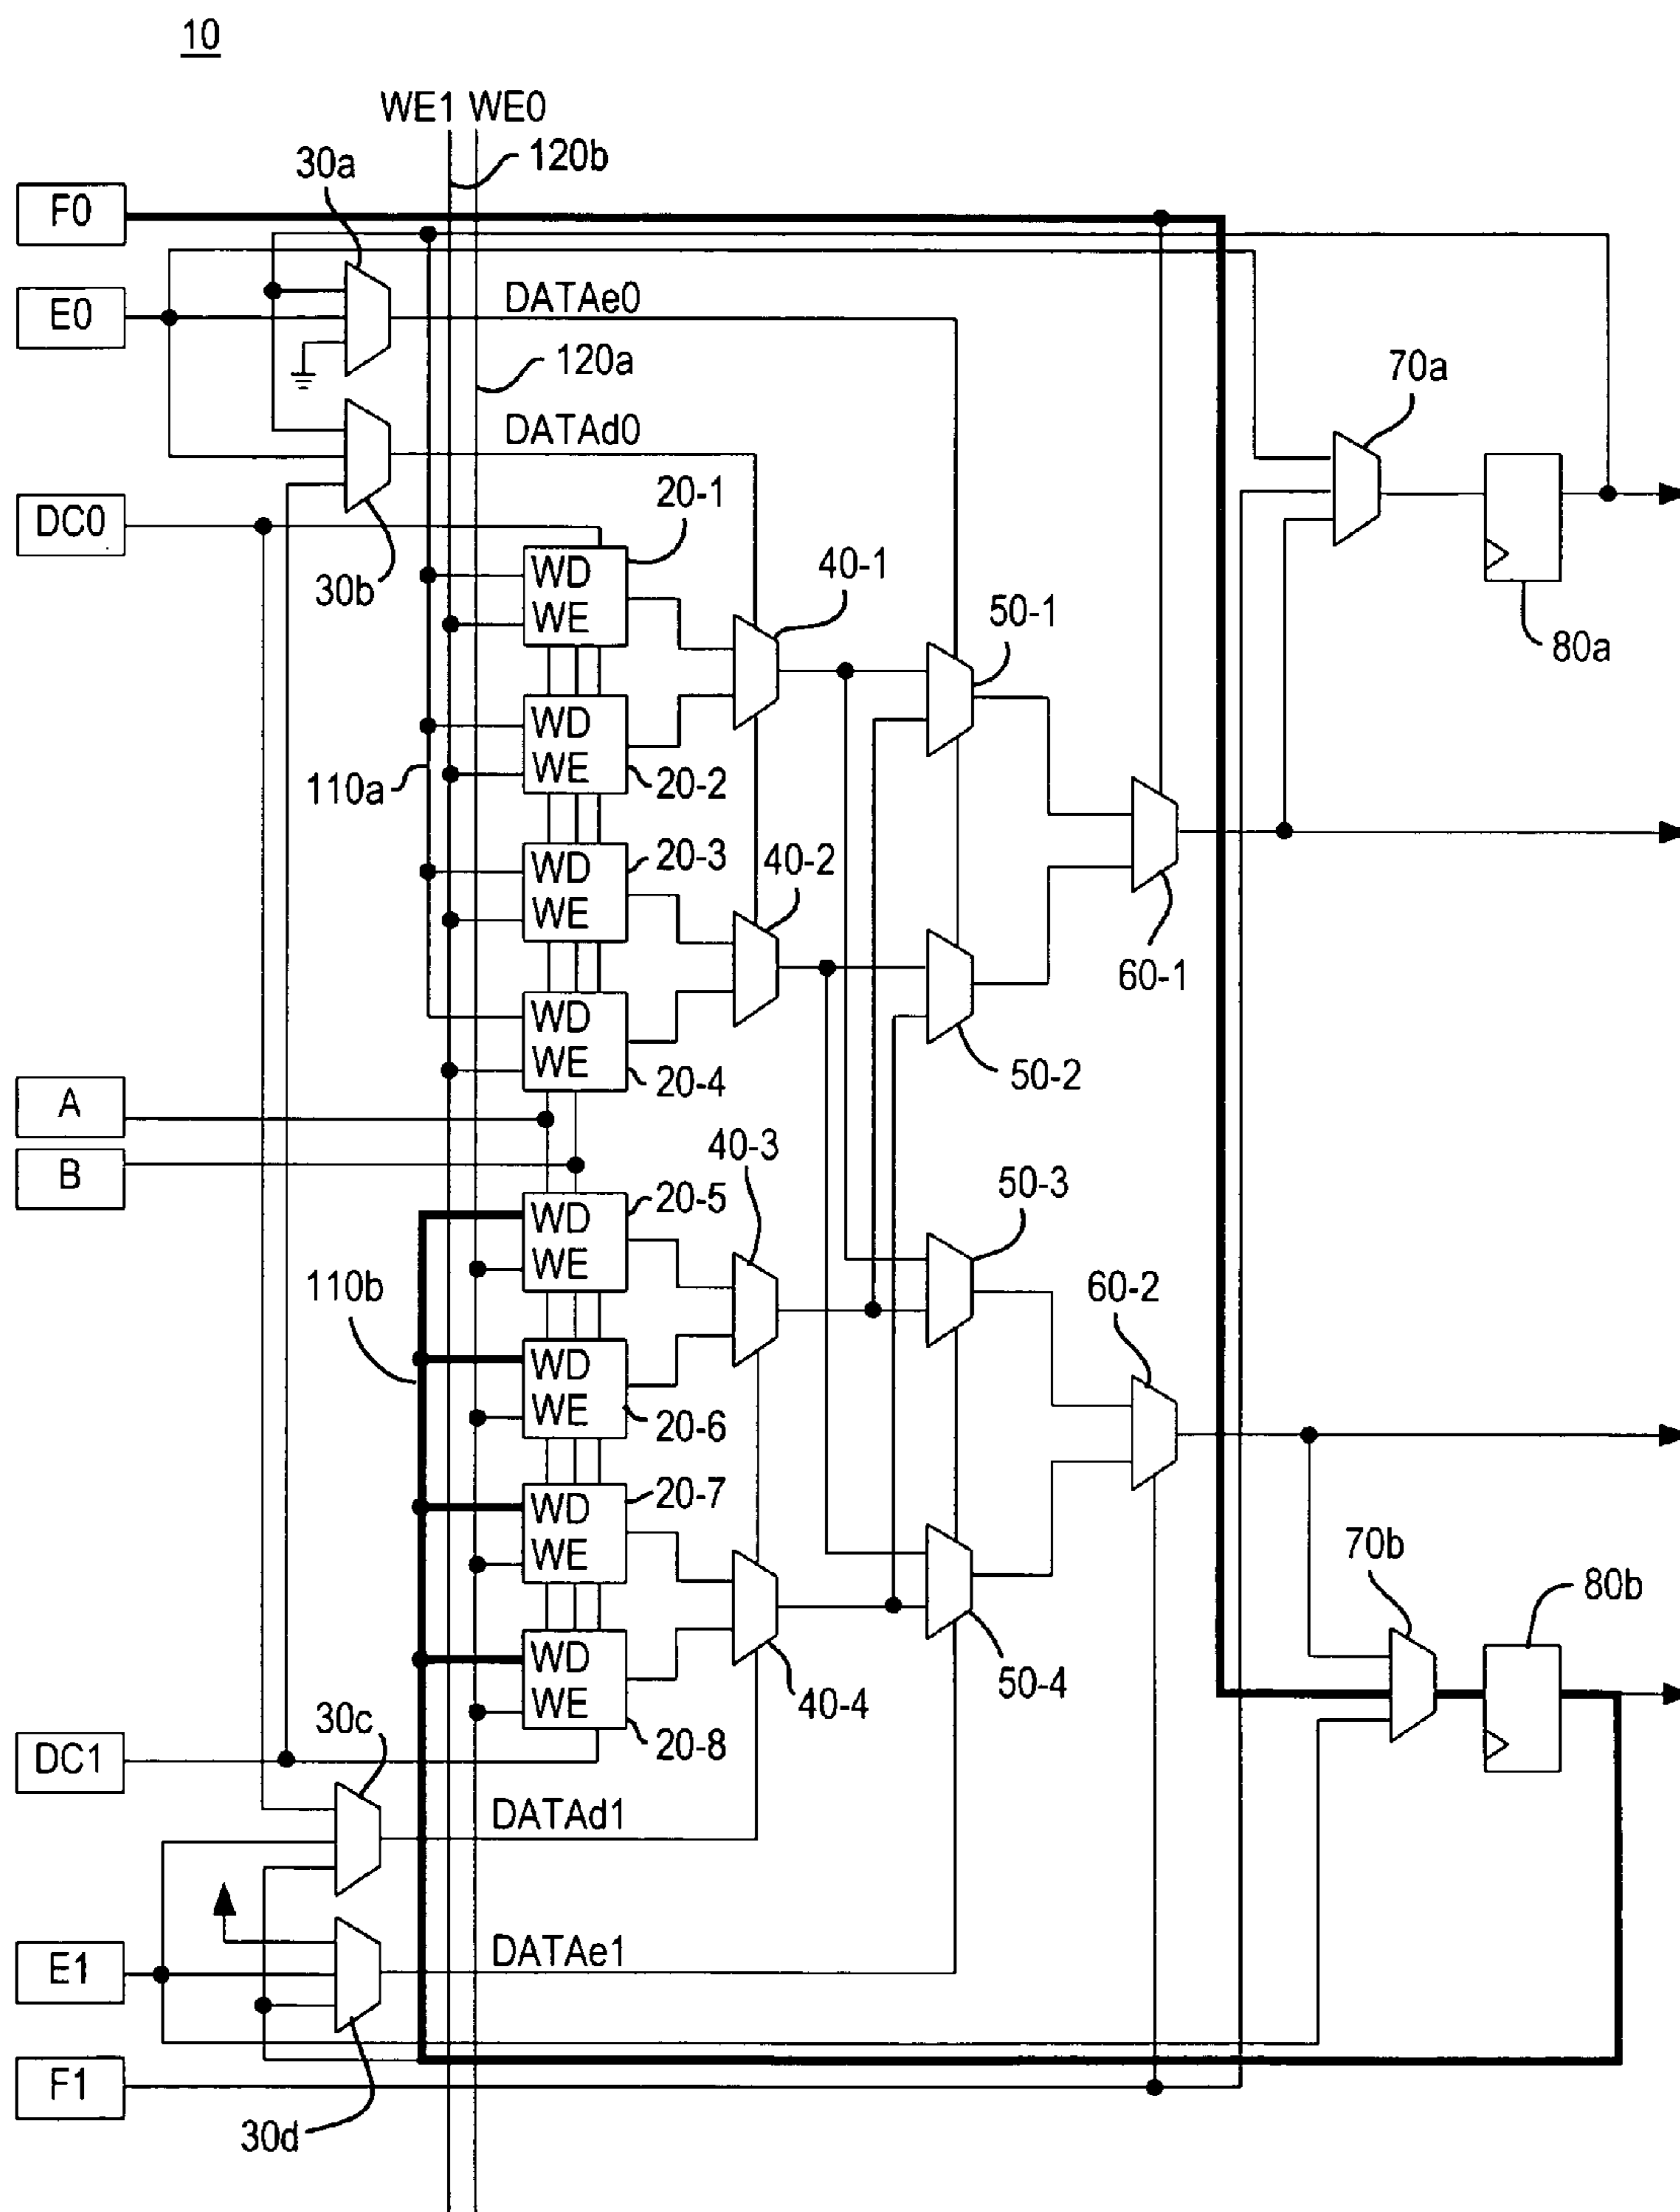 10
WE1 WE0
120b
30a
F0
E0
DATAe0
120a
70a
DATAd0
DC0
20-1
30b
WD
WE
40-1
50-1
80a
WD
WE
20-2
110a
WD
WE
20-3
40-2
60-1
WD
WE
20-4
50-2
A
B
40-3
WD
WE
20-5
50-3
110b
60-2
WD
WE
20-6
WD
WE
20-7
70b
80b
WD
WE
20-8
40-4
50-4
30c
DC1
DATAd1
E1
DATAe1
F1
30d